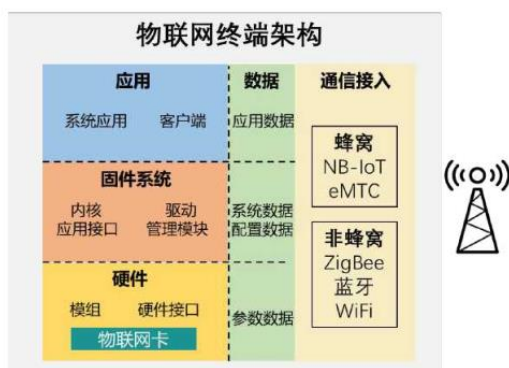 物联网终端架构
应用
系统应用 客户端
固件系统
内核 驱动
应用接口 管理模块
硬件
模组 硬件接口
物联网卡
数据
应用数据
系统数据
配置数据
参数数据
通信接入
蜂窝
NB-IoT
eMTC
非蜂窝
ZigBee
蓝牙
WiFi